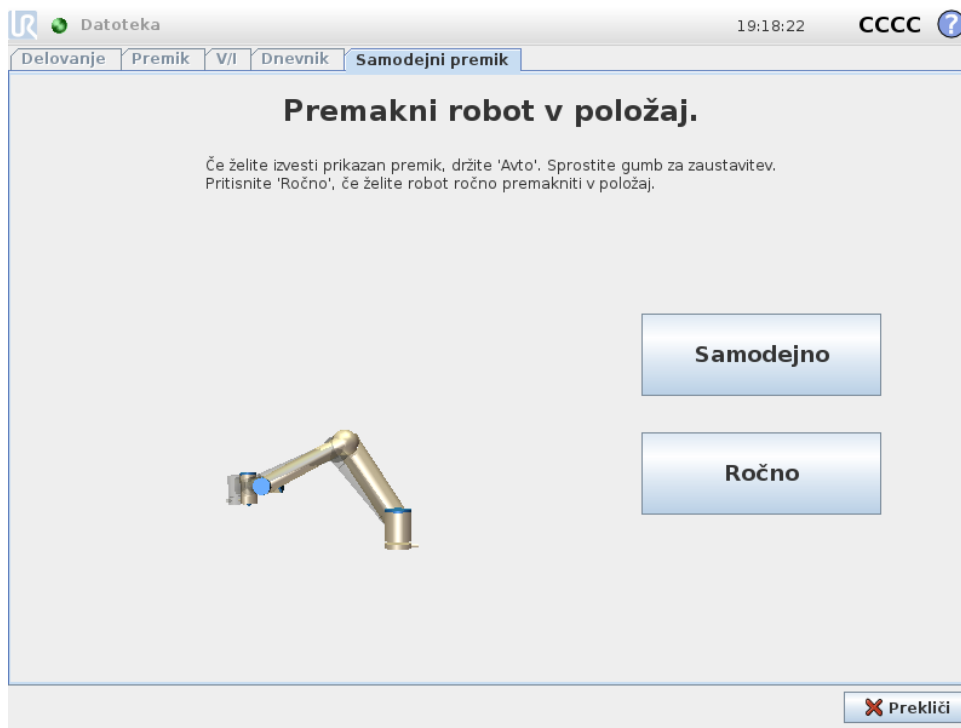 UR Datoteka 19:18:22 CCCC ?
Delovanje Premik V/I Dnevnik Samodejni premik
Premakni robot v položaj.
Če želite izvesti prikazan premik, držite 'Avto'. Sprostite gumb za zaustavitev.
Pritisnite 'Ročno', če želite robot ročno premakniti v položaj.
Samodejno
Ročno
Prekliči